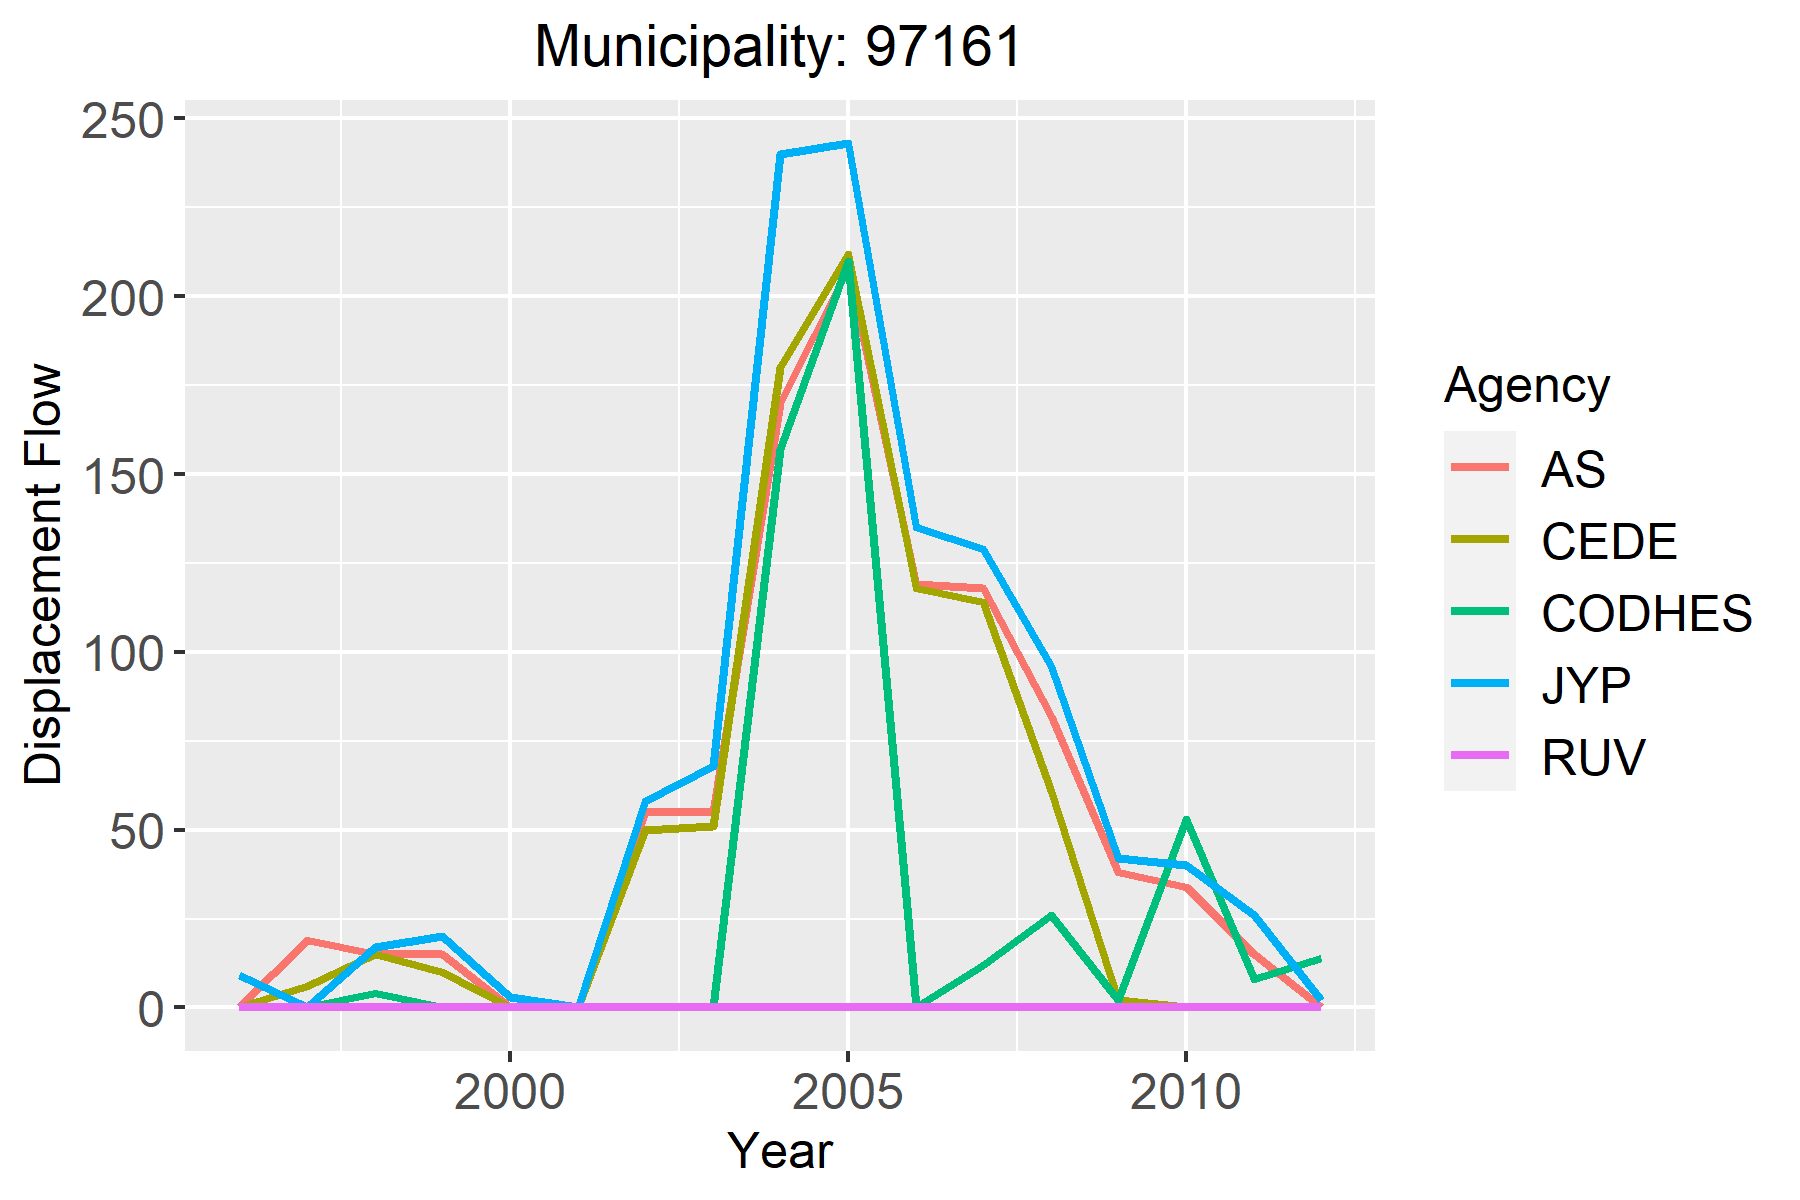 Municipality: 97161
250
200
150
100
50
0
Displacement Flow
2000
2005
2010
Year
Agency
AS
CEDE
CODHES
JYP
RUV